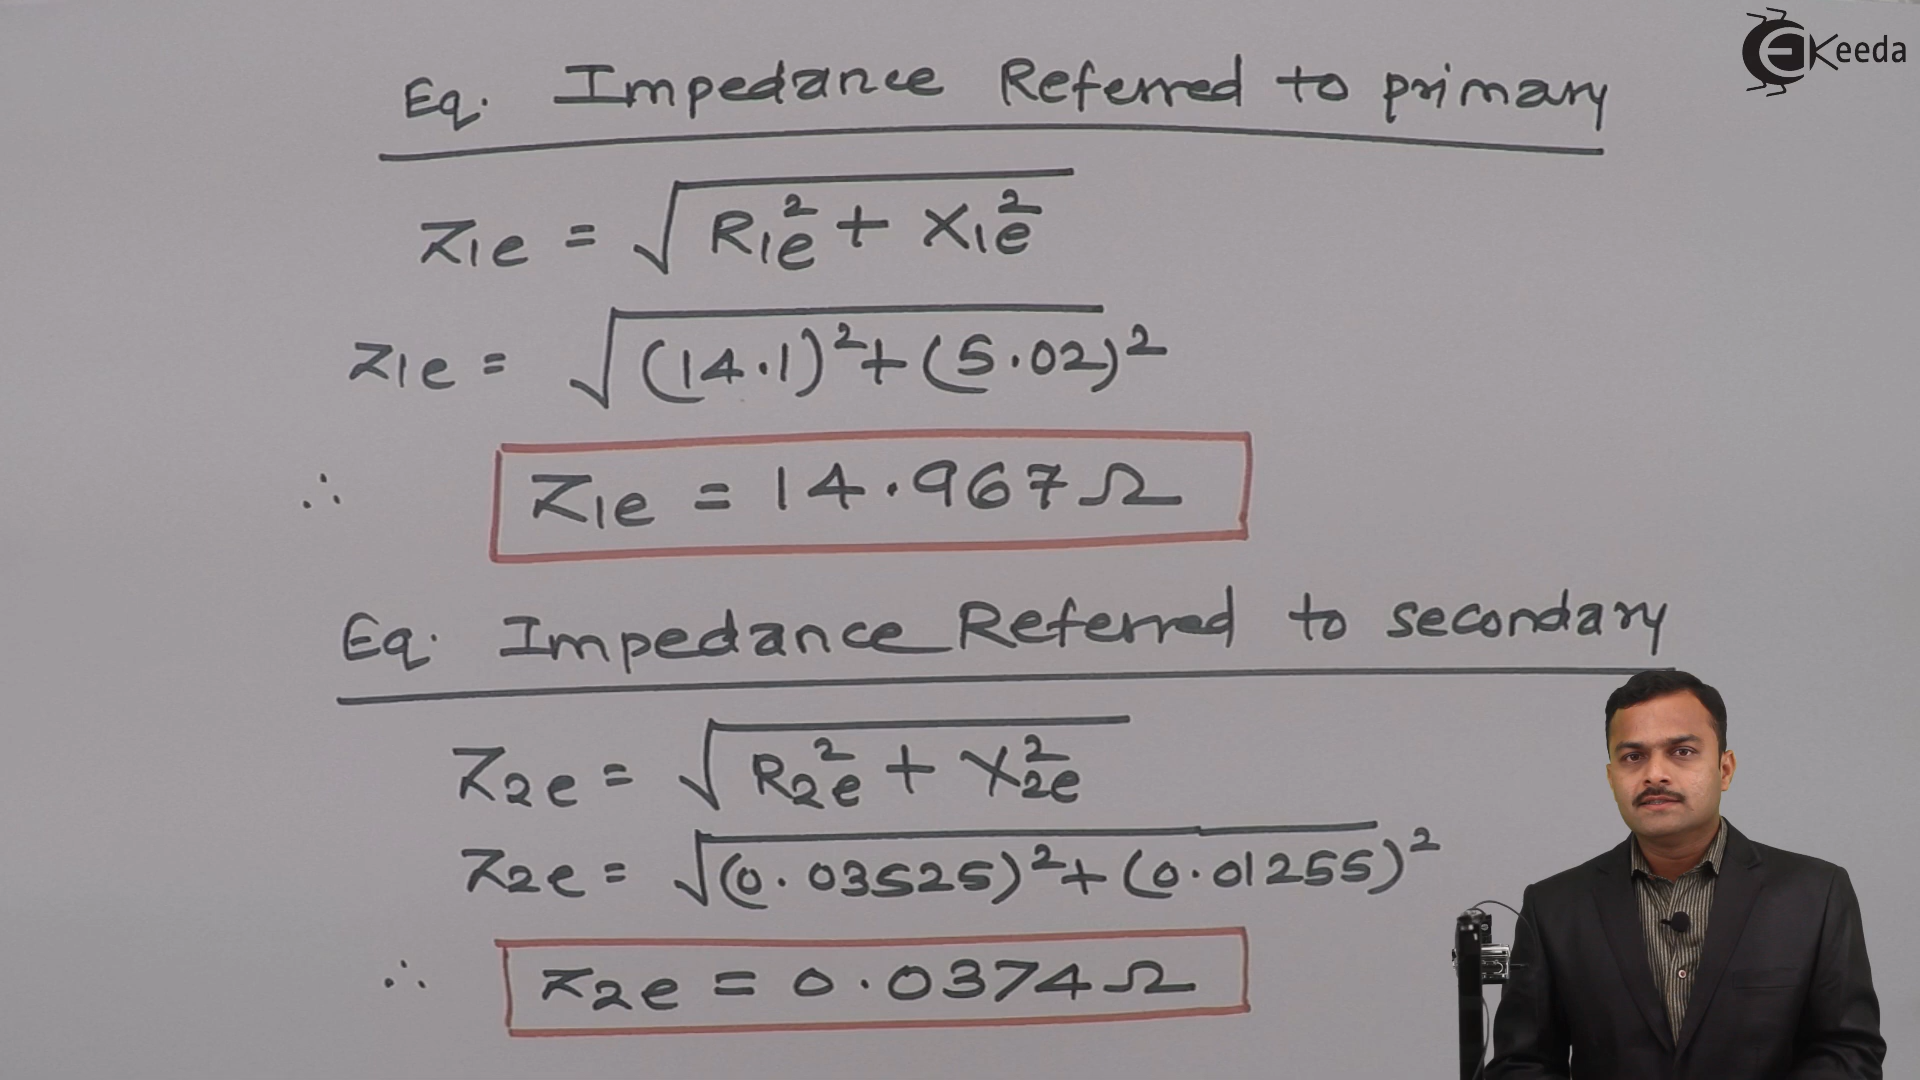 EKeeda
Eq. Impedance Referred to primary
Z1e = √R1e² + X1e²
Z1e = √(14.1)² + (5.02)²
∴ Z1e = 14.967 Ω
Eq. Impedance Referred to secondary
Z2e = √R2e² + X2e²
Z2e = √(0.03525)² + (0.01255)²
∴ Z2e = 0.0374 Ω